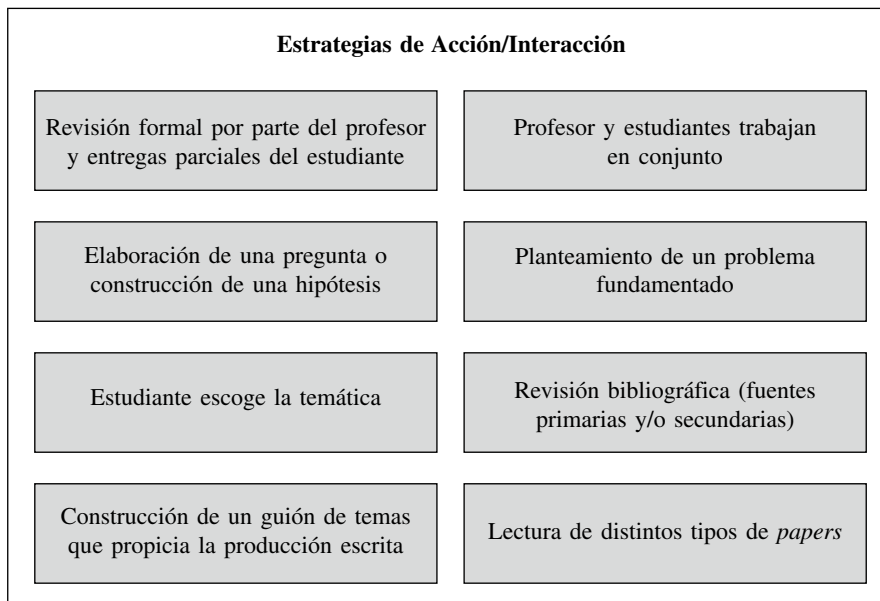 Estrategias de Acción/Interacción
Revisión formal por parte del profesor
y entregas parciales del estudiante
Profesor y estudiantes trabajan
en conjunto
Elaboración de una pregunta o
construcción de una hipótesis
Planteamiento de un problema
fundamentado
Estudiante escoge la temática
Revisión bibliográfica (fuentes
primarias y/o secundarias)
Construcción de un guión de temas
que propicia la producción escrita
Lectura de distintos tipos de papers